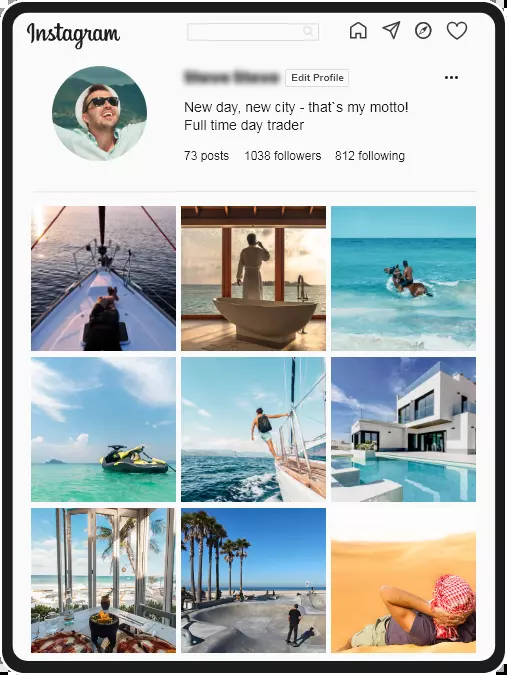 Instagram
Edit Profile
New day, new city - that`s my motto!
Full time day trader
73 posts 1038 followers 812 following